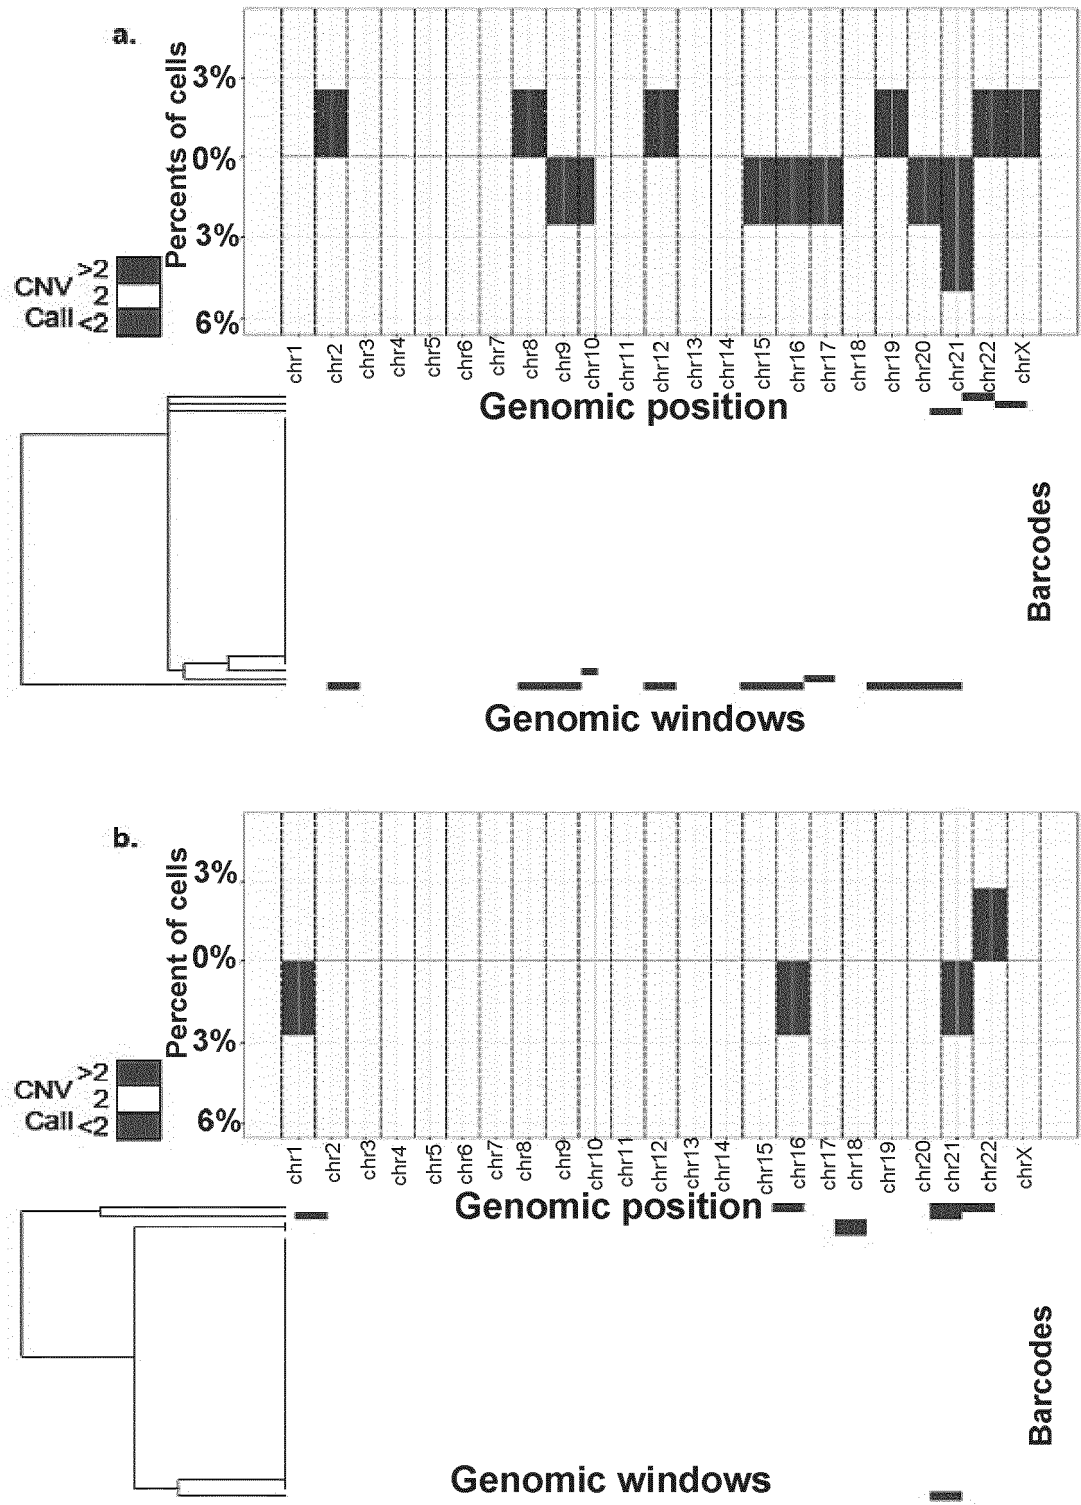 a.
Percents of cells
3%
0%
3%
6%
CNV
Call
>2
2
<2
chr1 chr2 chr3 chr4 chr5 chr6 chr7 chr8 chr9 chr10 chr11 chr12 chr13 chr14 chr15 chr16 chr17 chr18 chr19 chr20 chr21 chr22 chrX
Genomic position
Barcodes
Genomic windows
b.
Percent of cells
3%
0%
3%
6%
CNV
Call
>2
2
<2
chr1 chr2 chr3 chr4 chr5 chr6 chr7 chr8 chr9 chr10 chr11 chr12 chr13 chr14 chr15 chr16 chr17 chr18 chr19 chr20 chr21 chr22 chrX
Genomic position
Barcodes
Genomic windows